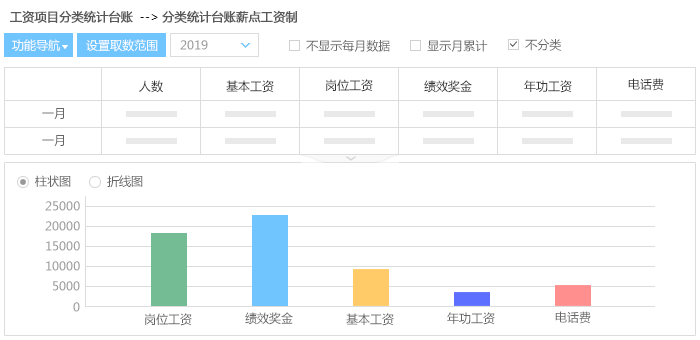 工资项目分类统计台账 --> 分类统计台账薪点工资制
功能导航 设置取数范围 2019 不显示每月数据 显示月累计 不分类
人数 基本工资 岗位工资 绩效奖金 年功工资 电话费
一月
一月
柱状图 折线图
25000
20000
15000
10000
5000
0
岗位工资 绩效奖金 基本工资 年功工资 电话费